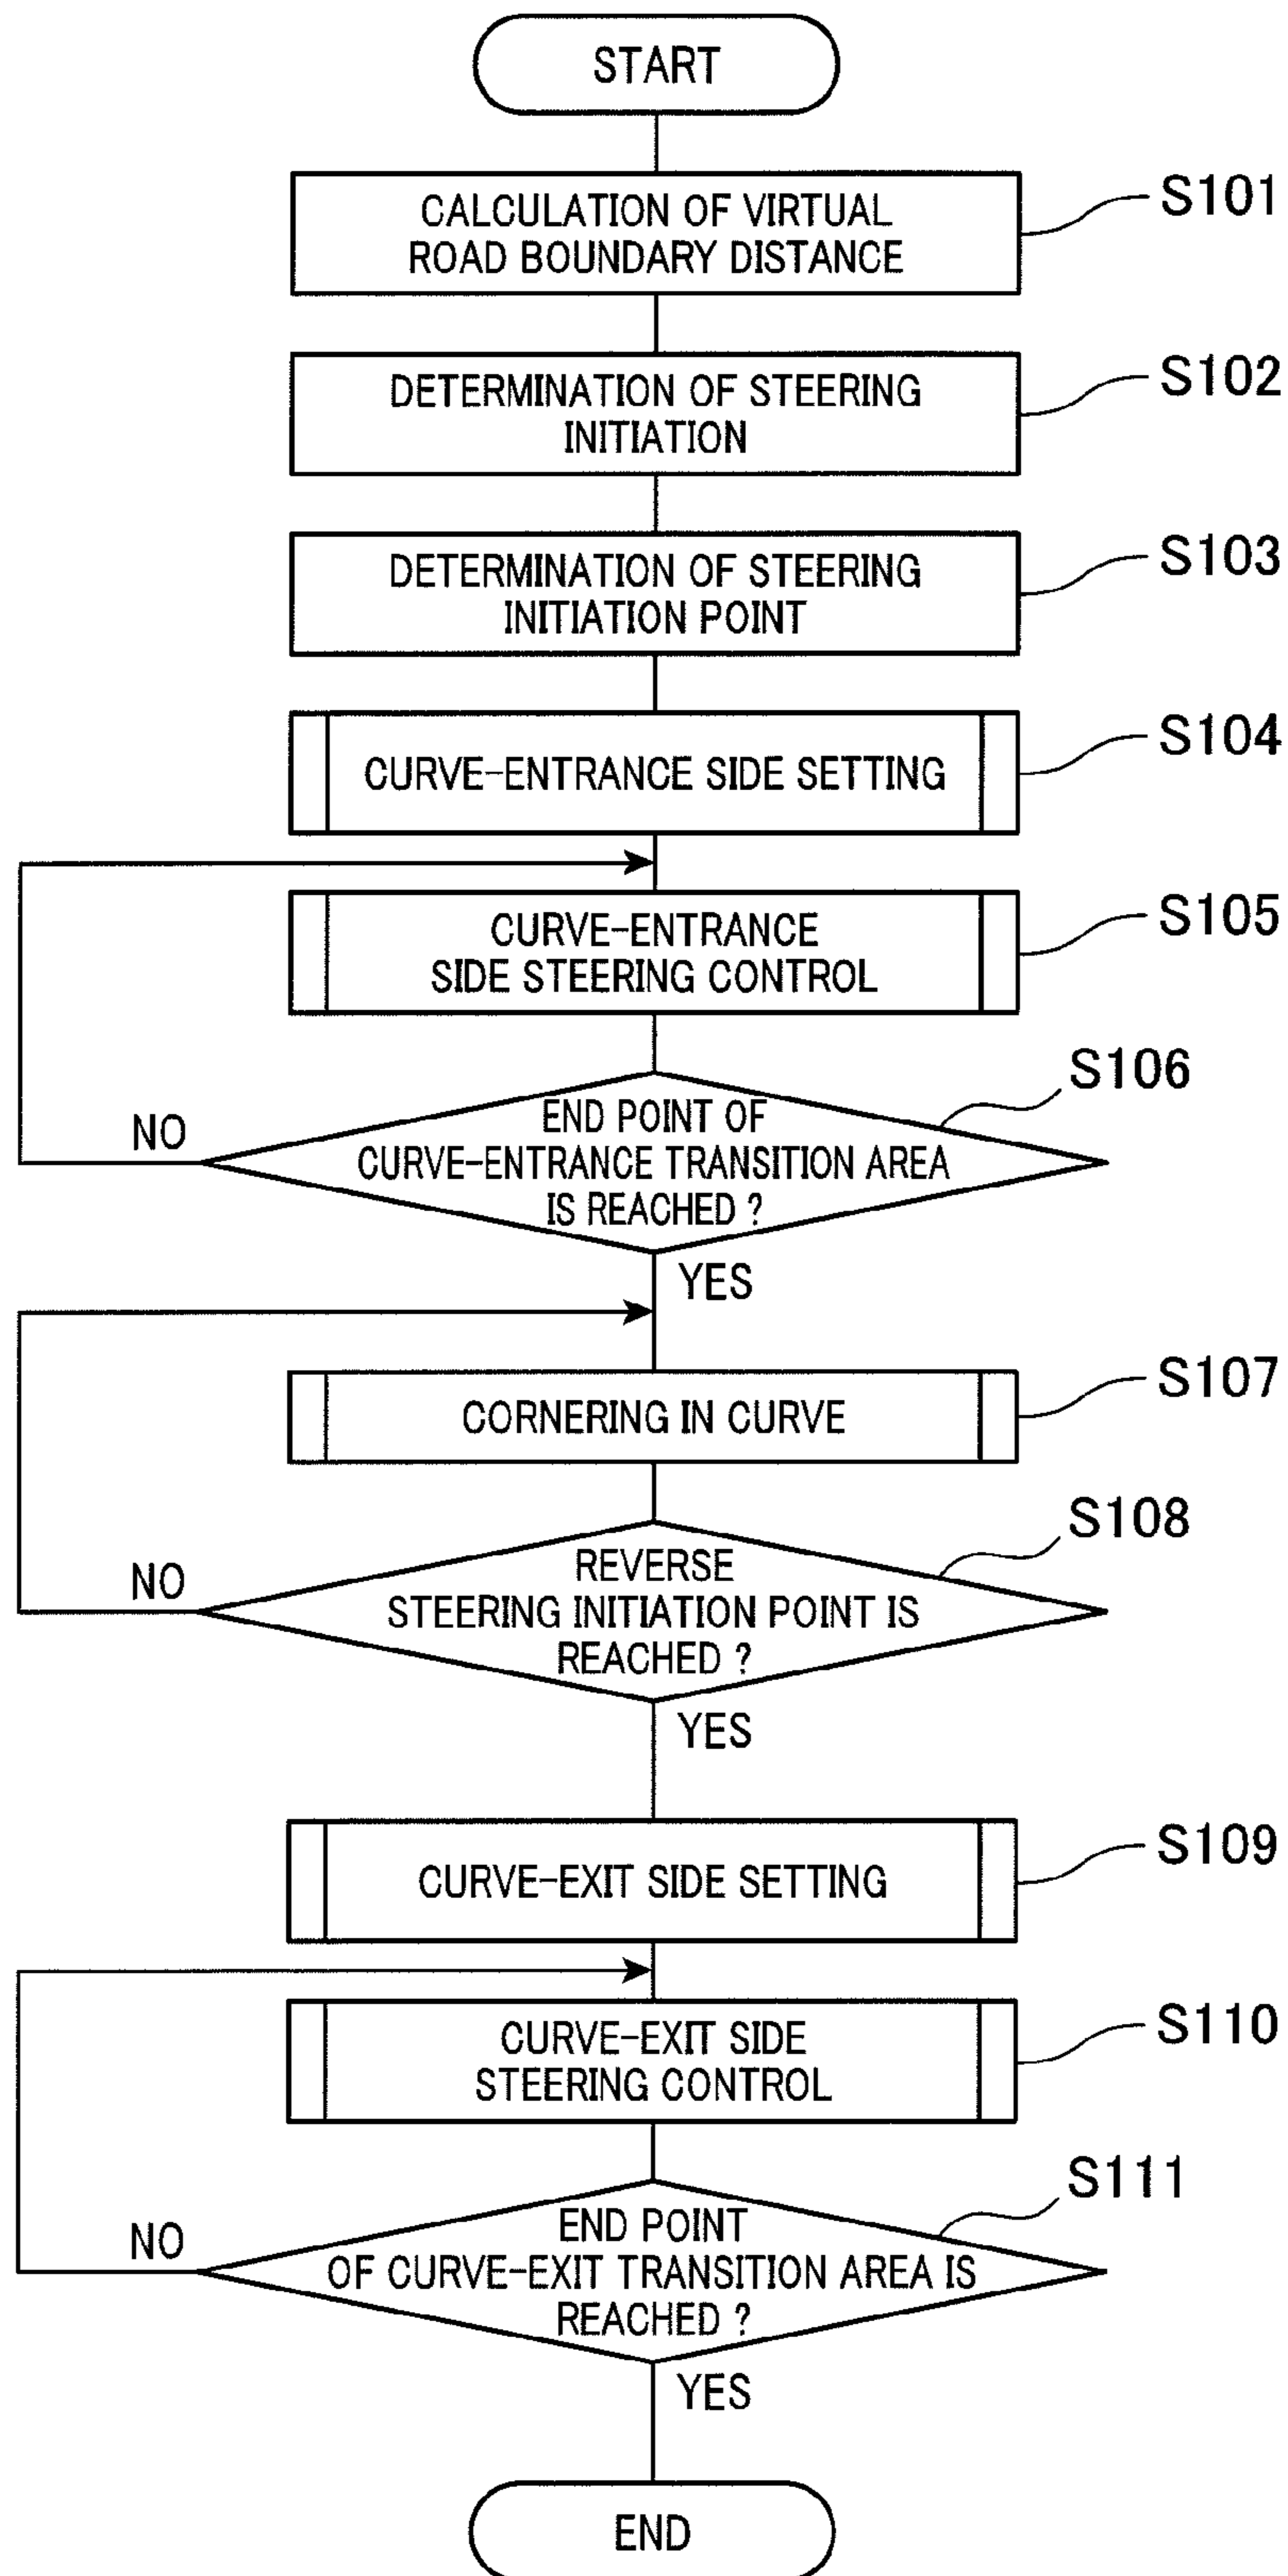 START
CALCULATION OF VIRTUAL
ROAD BOUNDARY DISTANCE
S101
DETERMINATION OF STEERING
INITIATION
S102
DETERMINATION OF STEERING
INITIATION POINT
S103
CURVE-ENTRANCE SIDE SETTING
S104
CURVE-ENTRANCE
SIDE STEERING CONTROL
S105
END POINT OF
CURVE-ENTRANCE TRANSITION AREA
IS REACHED ?
S106
NO
YES
CORNERING IN CURVE
S107
REVERSE
STEERING INITIATION POINT IS
REACHED ?
S108
NO
YES
CURVE-EXIT SIDE SETTING
S109
CURVE-EXIT SIDE
STEERING CONTROL
S110
END POINT
OF CURVE-EXIT TRANSITION AREA IS
REACHED ?
S111
NO
YES
END